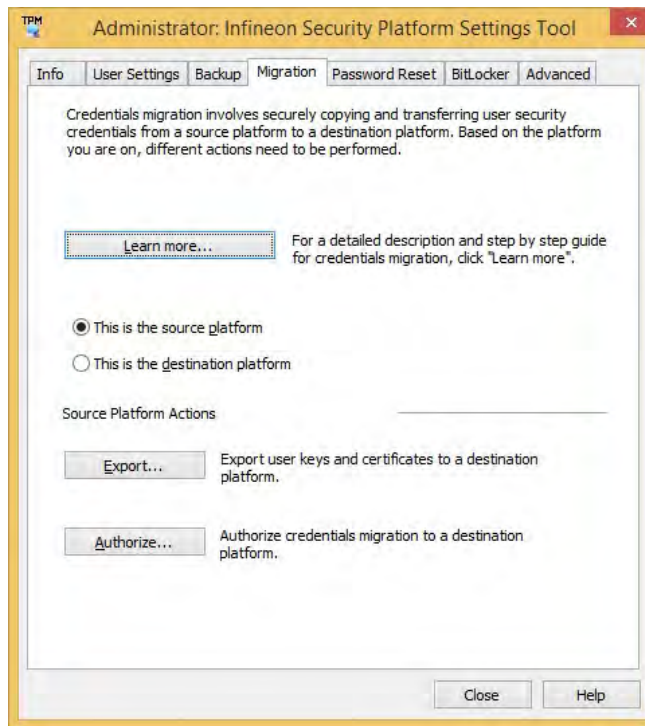 TPM
Administrator: Infineon Security Platform Settings Tool
Info User Settings Backup Migration Password Reset BitLocker Advanced
Credentials migration involves securely copying and transferring user security
credentials from a source platform to a destination platform. Based on the platform
you are on, different actions need to be performed.
Learn more...
For a detailed description and step by step guide
for credentials migration, click "Learn more".
This is the source platform
This is the destination platform
Source Platform Actions
Export...
Export user keys and certificates to a destination
platform.
Authorize...
Authorize credentials migration to a destination
platform.
Close Help